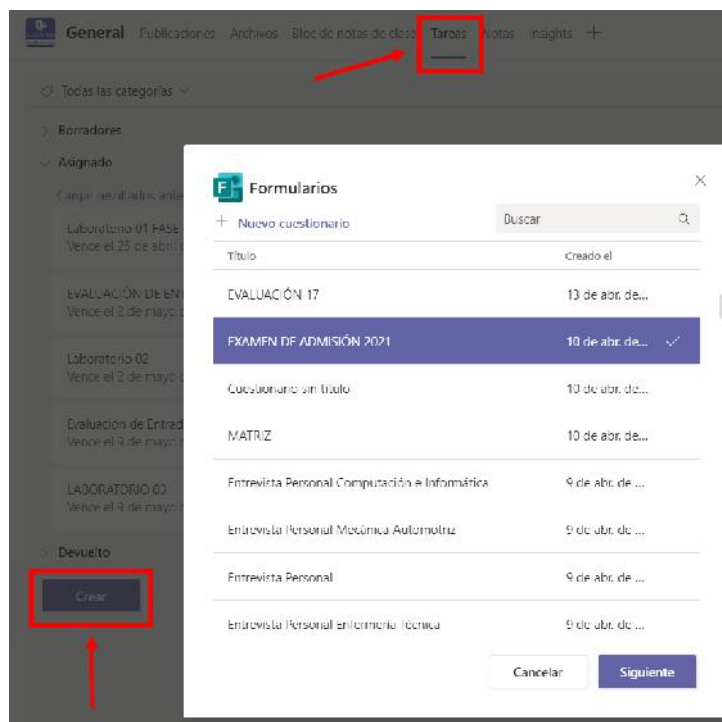 General Publicaciones Archivos Bloc de notas de clase Tareas Notas Insights +
Todas las categorías
Borradores
Asignado
Cargar resultados ante
Laboratorio 01 FASE
Vence el 25 de abril
EVALUACIÓN DE EN
Vence el 2 de mayo
Laboratorio 02
Vence el 2 de mayo
Evaluación de Entrad
Vence el 9 de mayo
LABORATORIO 03
Vence el 9 de mayo
Devuelto
Crear
Formularios
+ Nuevo cuestionario
Buscar
Título Creado el
EVALUACIÓN 17 13 de abr. de...
EXAMEN DE ADMISIÓN 2021 10 de abr. de...
Cuestionario sin título 10 de abr. de...
MATRIZ 10 de abr. de...
Entrevista Personal Computación e Informática 9 de abr. de ...
Entrevista Personal Mecánica Automotriz 9 de abr. de ...
Entrevista Personal 9 de abr. de ...
Entrevista Personal Enfermería Técnica 9 de abr. de ...
Cancelar Siguiente